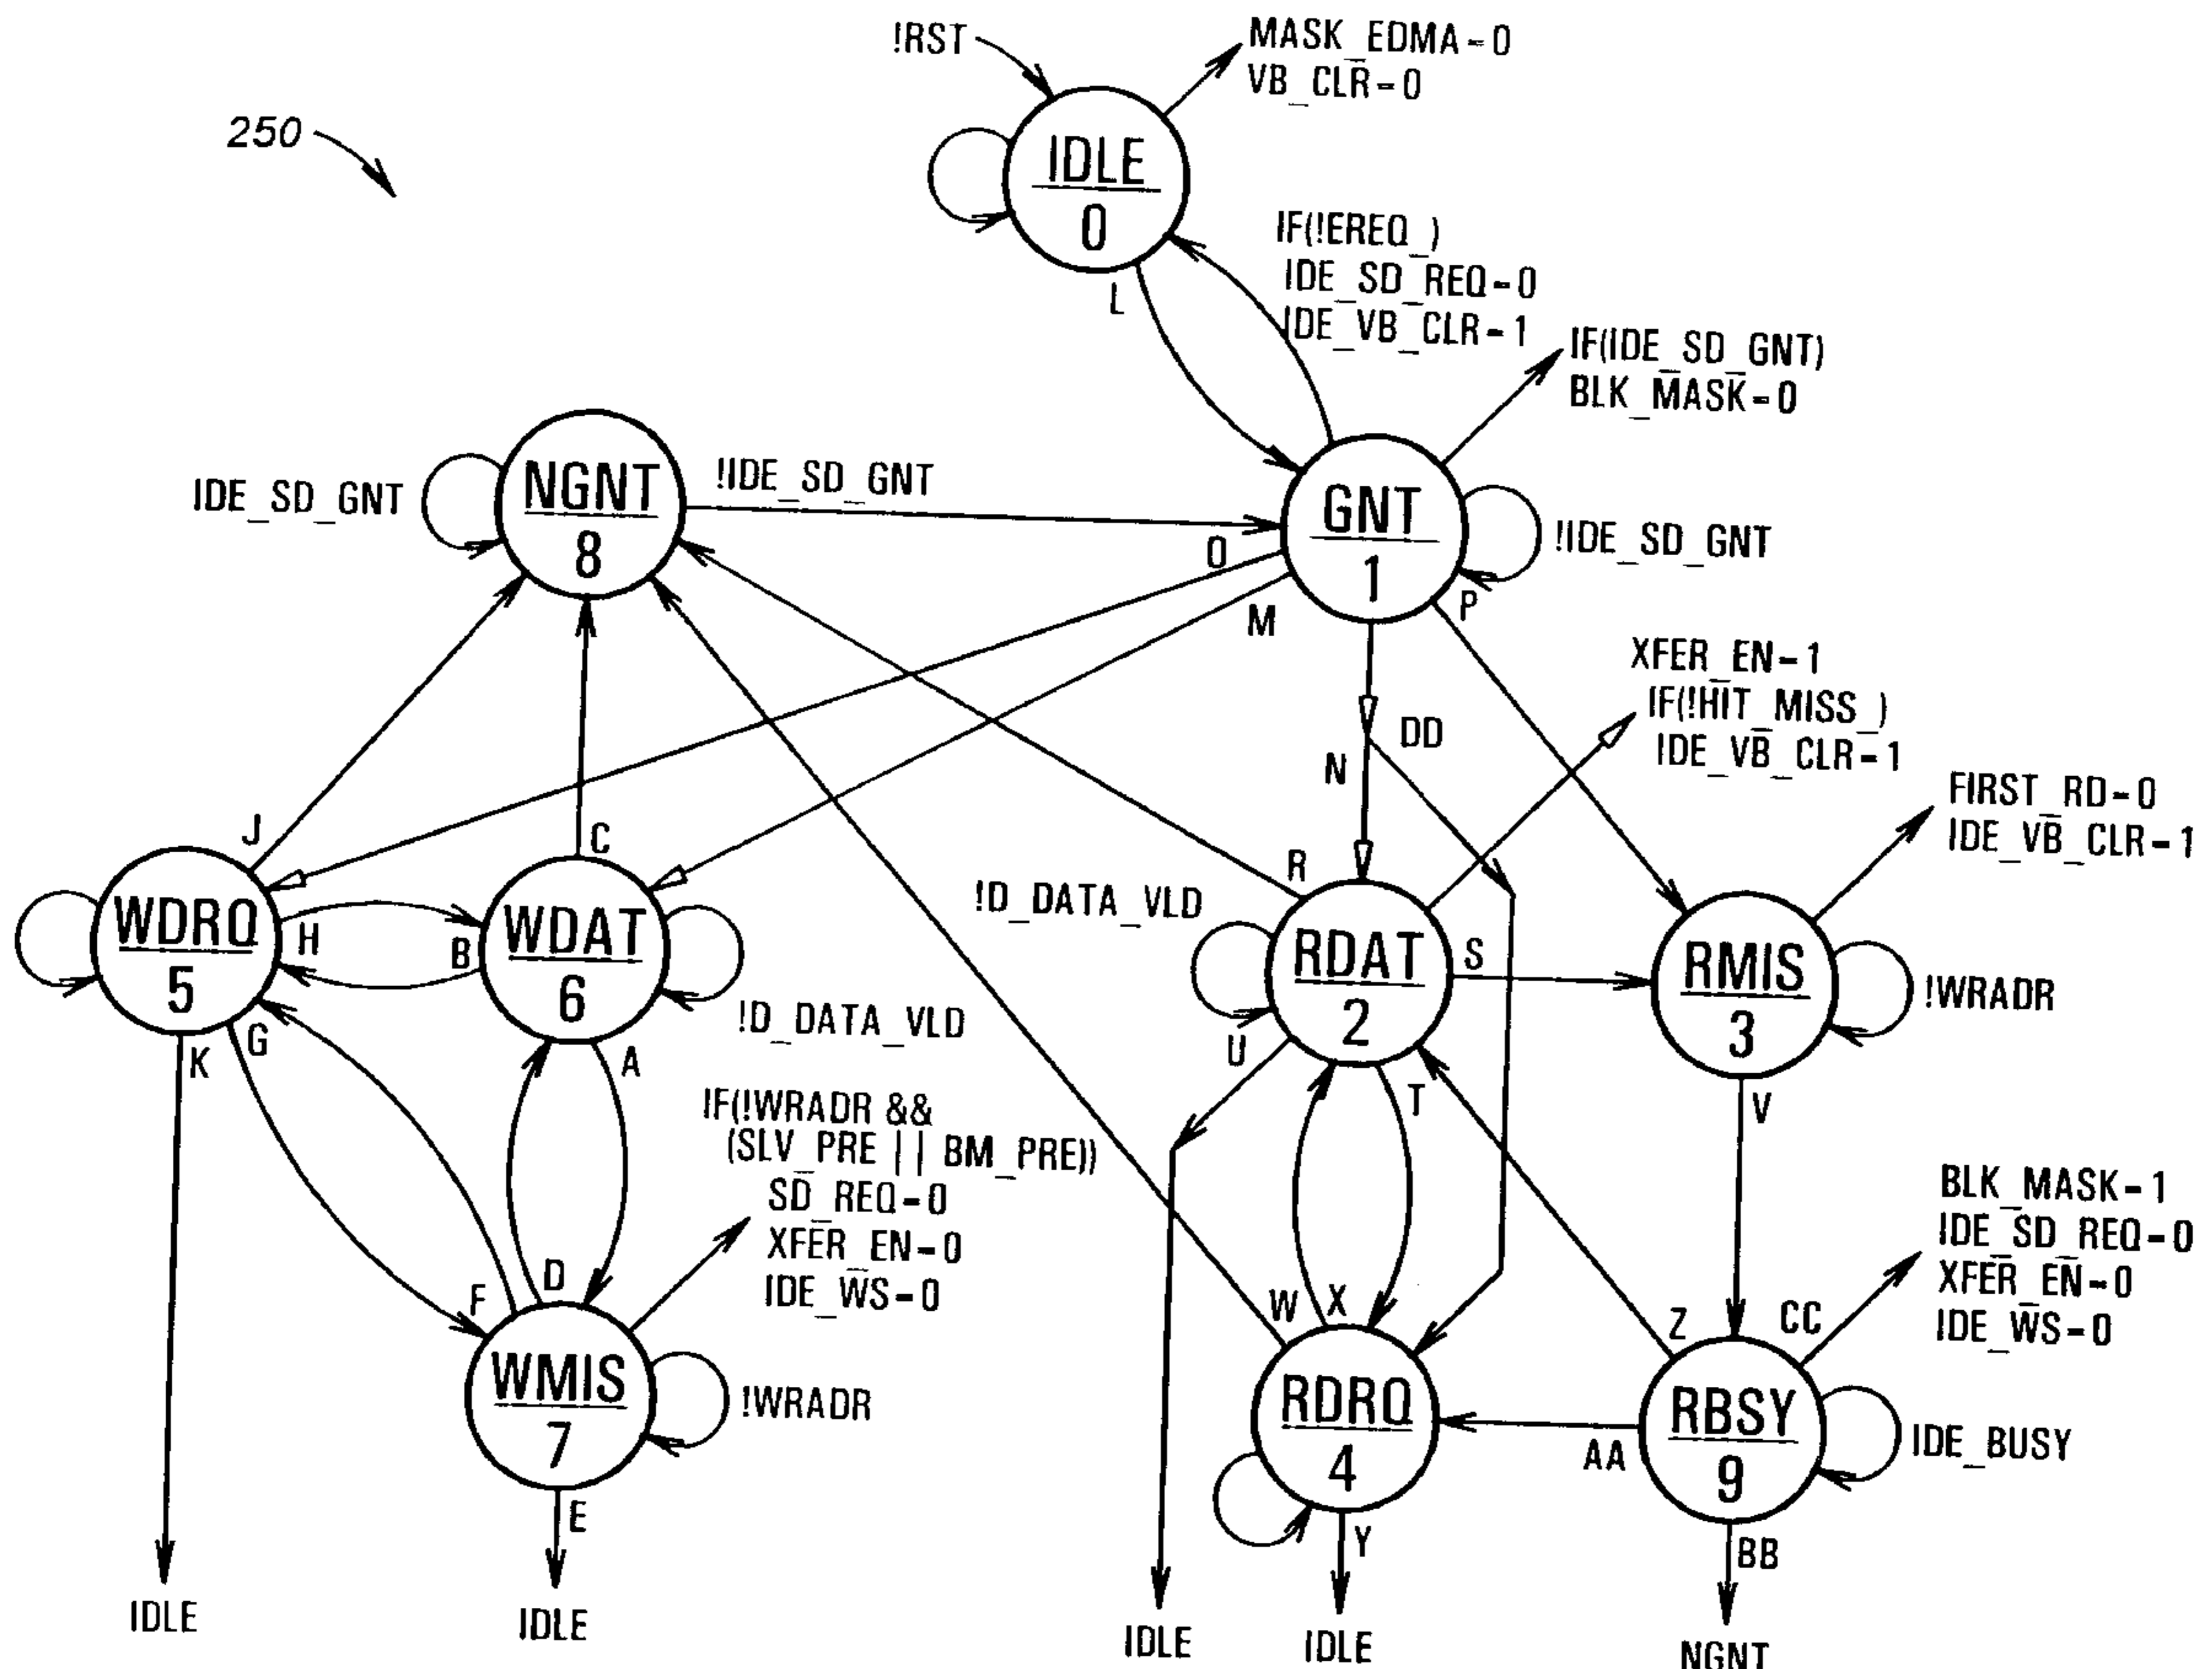 !RST
MASK_EDMA=0
VB_CLR=0
250
IDLE
0
L
IF(!EREQ_)
IDE_SD_REQ=0
IDE_VB_CLR=1
IF(IDE_SD_GNT)
BLK_MASK=0
IDE_SD_GNT
NGNT
8
!IDE_SD_GNT
GNT
1
!IDE_SD_GNT
O
M
P
XFER_EN=1
IF(!HIT_MISS_)
IDE_VB_CLR=1
DD
N
FIRST_RD=0
IDE_VB_CLR=1
J
C
R
!D_DATA_VLD
WDRQ
5
H
B
WDAT
6
!D_DATA_VLD
RDAT
2
S
RMIS
3
!WRADR
K
G
A
U
T
V
IF(!WRADR &&
(SLV_PRE || BM_PRE))
SD_REQ=0
XFER_EN=0
IDE_WS=0
BLK_MASK=1
IDE_SD_REQ=0
XFER_EN=0
IDE_WS=0
F
D
W
X
Z
CC
WMIS
7
!WRADR
RDRQ
4
AA
RBSY
9
IDE_BUSY
E
Y
BB
IDLE
IDLE
IDLE
IDLE
NGNT